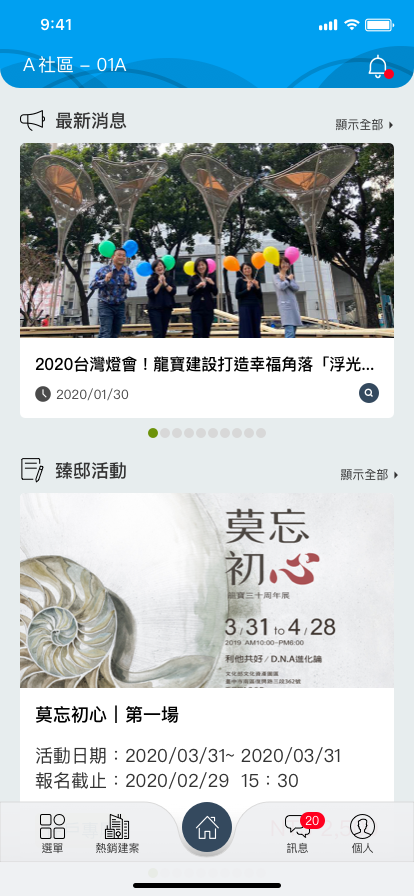 9:41
A 社區 – 01A
最新消息
顯示全部
2020台灣燈會！龍寶建設打造幸福角落「浮光...
2020/01/30
臻邸活動
顯示全部
莫忘
初心
龍寶三十周年展
3/31 to 4/28
2019 AM10:00-PM6:00
利他共好/D.N.A進化論
莫忘初心｜第一場
活動日期：2020/03/31~ 2020/03/31
報名截止：2020/02/29 15：30
選單
熱銷建案
20
訊息
個人